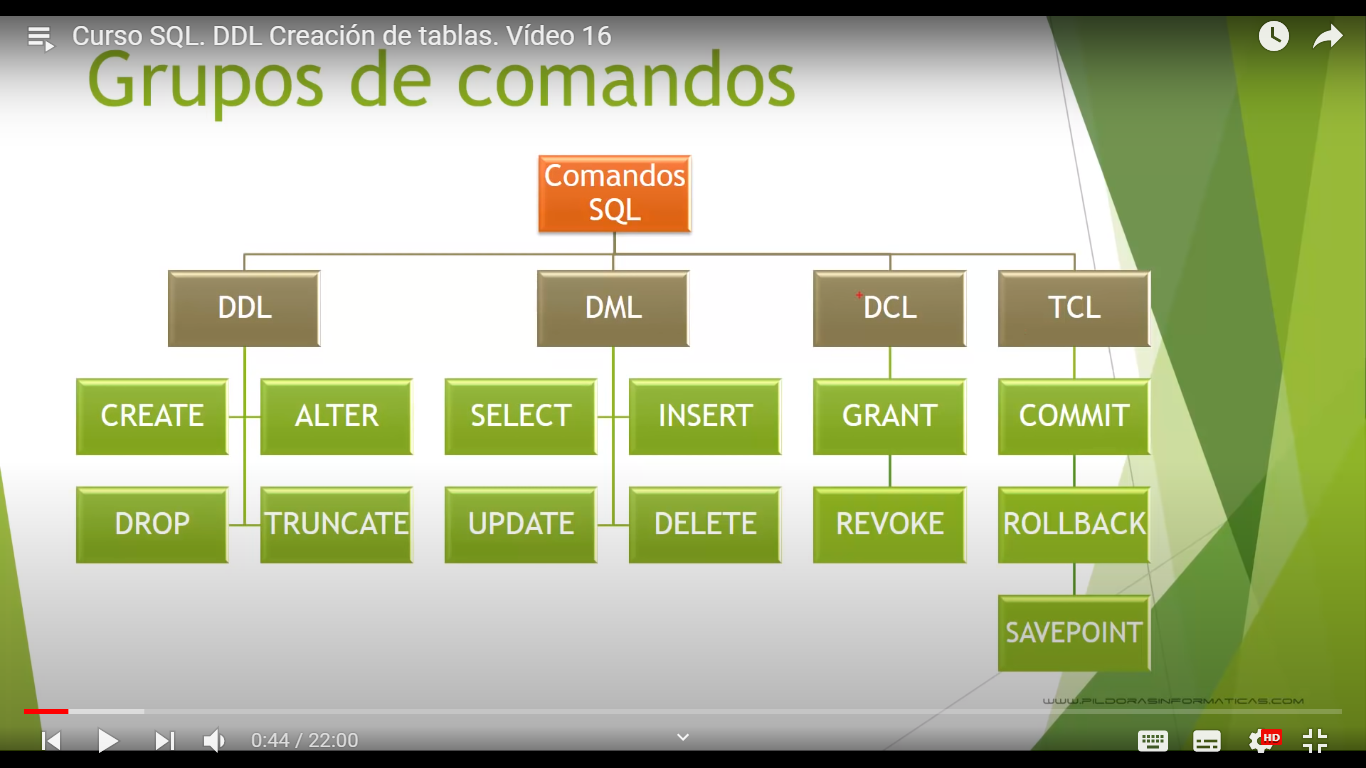 Curso SQL. DDL Creación de tablas. Vídeo 16
Grupos de comandos
Comandos
SQL
DDL
DML
DCL
TCL
CREATE
ALTER
SELECT
INSERT
GRANT
COMMIT
DROP
TRUNCATE
UPDATE
DELETE
REVOKE
ROLLBACK
SAVEPOINT
WWW.PILDORASINFORMATICAS.COM
0:44 / 22:00
HD